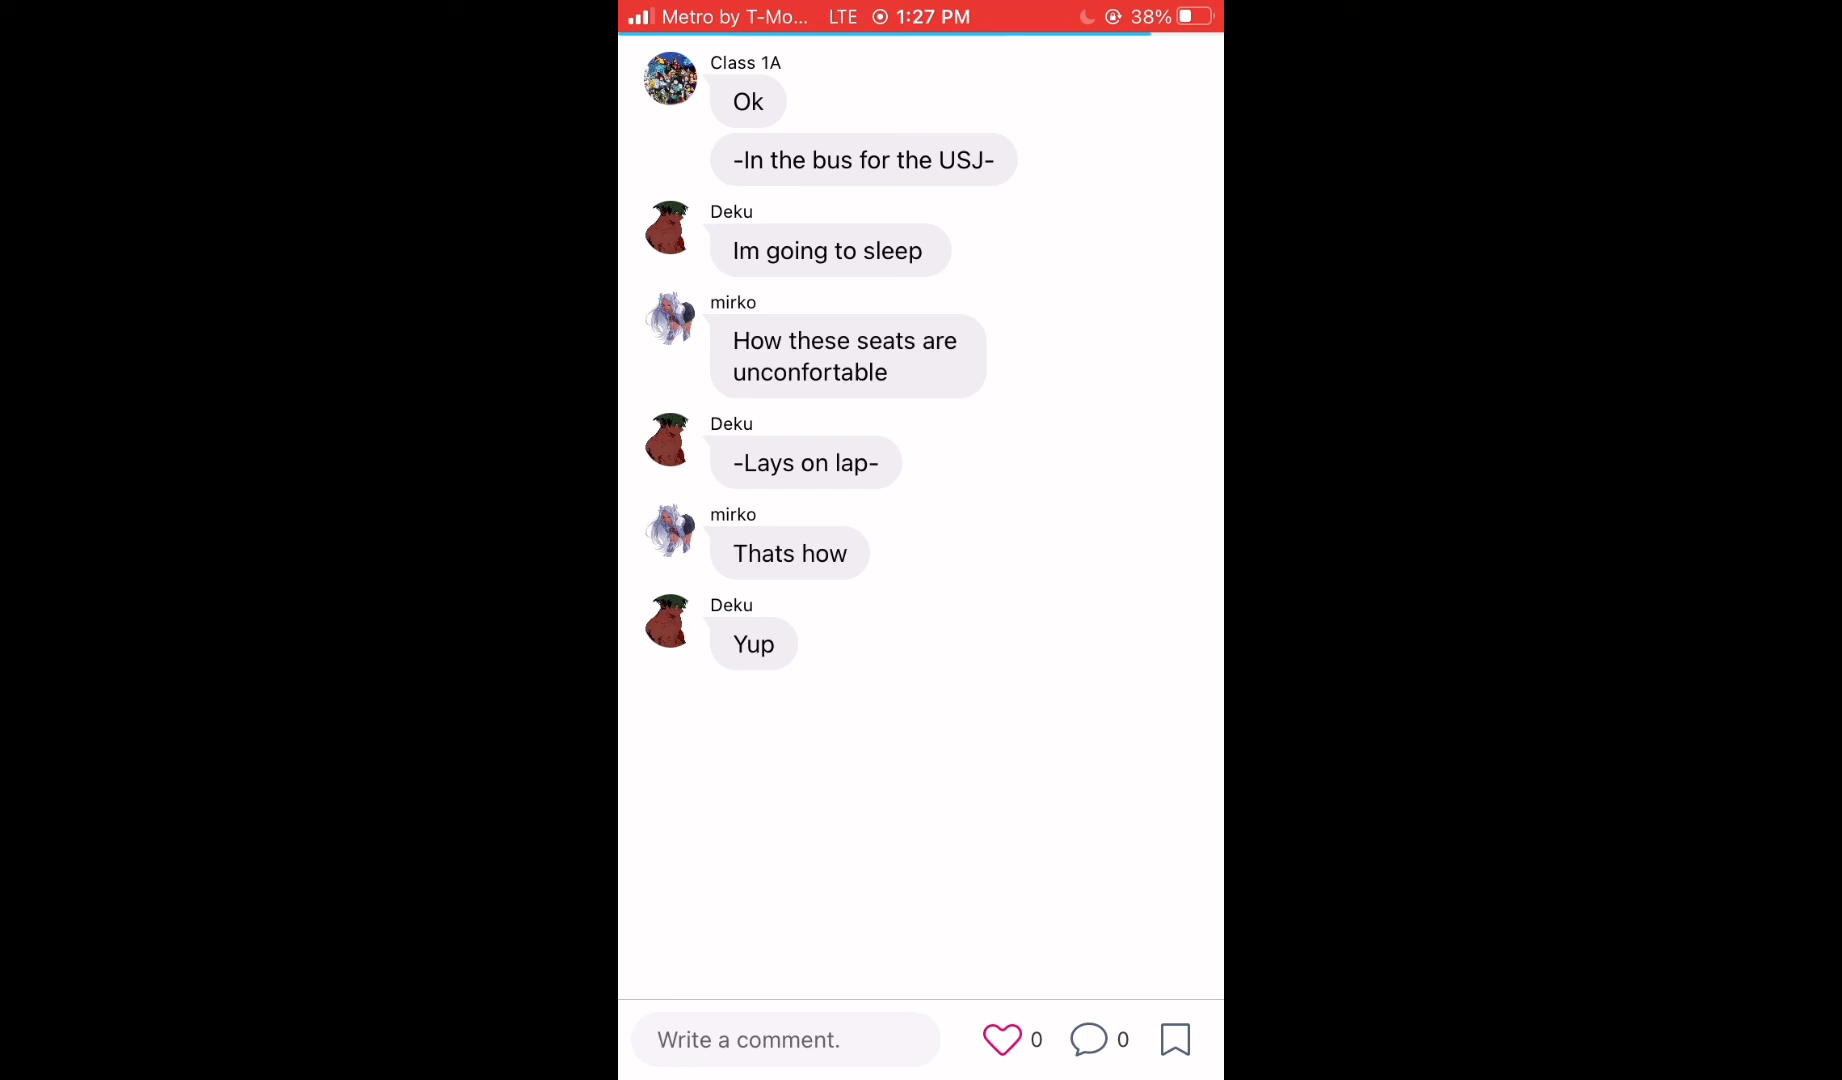 Metro by T-Mo... LTE 1:27 PM 38%
Class 1A
Ok
-In the bus for the USJ-
Deku
Im going to sleep
mirko
How these seats are
unconfortable
Deku
-Lays on lap-
mirko
Thats how
Deku
Yup
Write a comment. 0 0